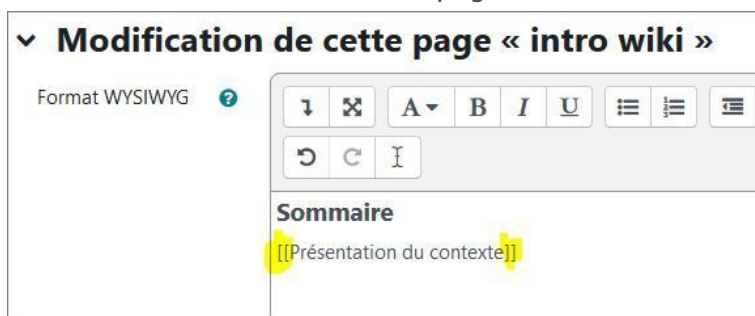 Modification de cette page « intro wiki »
Format WYSIWYG ?
A B I U
Sommaire
[[Présentation du contexte]]